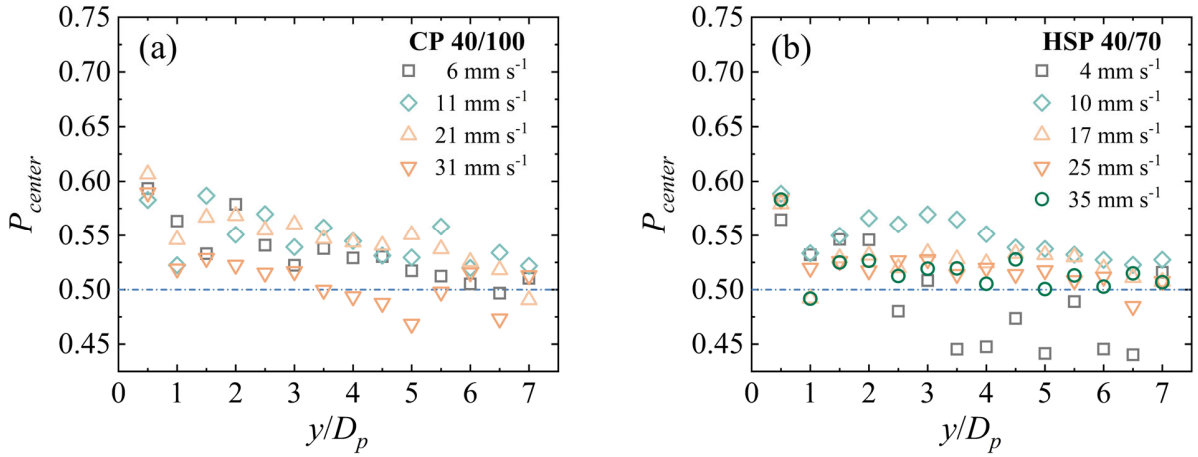 (a)
CP 40/100
6 mm s⁻¹
11 mm s⁻¹
21 mm s⁻¹
31 mm s⁻¹
0.75
0.70
0.65
0.60
0.55
0.50
0.45
P_center
0 1 2 3 4 5 6 7
y/D_p
(b)
HSP 40/70
4 mm s⁻¹
10 mm s⁻¹
17 mm s⁻¹
25 mm s⁻¹
35 mm s⁻¹
0.75
0.70
0.65
0.60
0.55
0.50
0.45
P_center
0 1 2 3 4 5 6 7
y/D_p